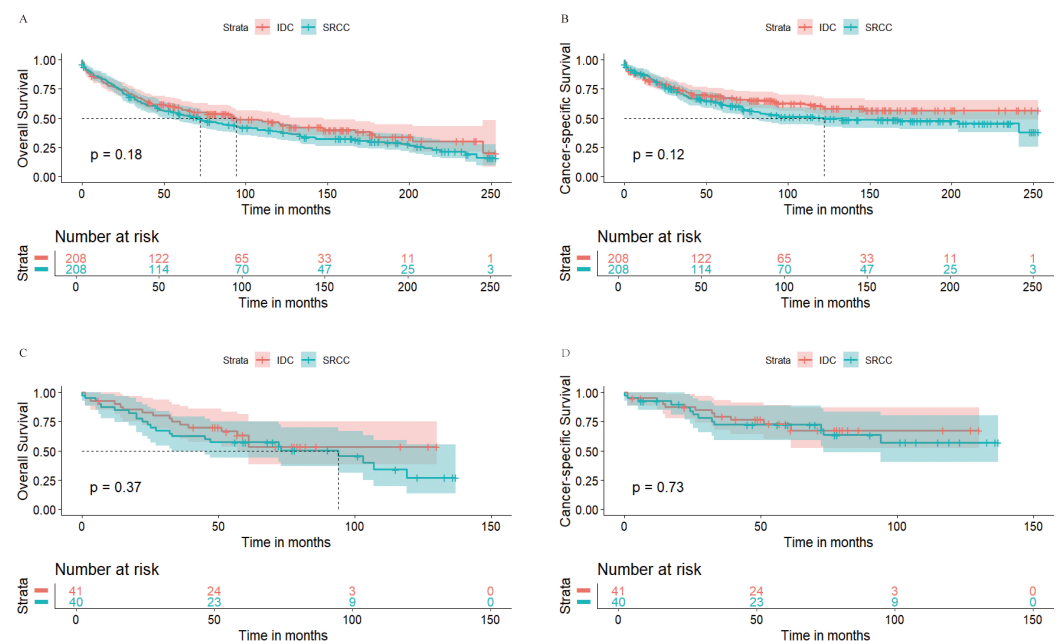 A
Strata IDC SRCC
Overall Survival
1.00
0.75
0.50
0.25
0.00
p = 0.18
0 50 100 150 200 250
Time in months
Number at risk
Strata
208 122 65 33 11 1
208 114 70 47 25 3
0 50 100 150 200 250
Time in months
B
Strata IDC SRCC
Cancer-specific Survival
1.00
0.75
0.50
0.25
0.00
p = 0.12
0 50 100 150 200 250
Time in months
Number at risk
Strata
208 122 65 33 11 1
208 114 70 47 25 3
0 50 100 150 200 250
Time in months
C
Strata IDC SRCC
Overall Survival
1.00
0.75
0.50
0.25
0.00
p = 0.37
0 50 100 150
Time in months
Number at risk
Strata
41 24 3 0
40 23 9 0
0 50 100 150
Time in months
D
Strata IDC SRCC
Cancer-specific Survival
1.00
0.75
0.50
0.25
0.00
p = 0.73
0 50 100 150
Time in months
Number at risk
Strata
41 24 3 0
40 23 9 0
0 50 100 150
Time in months